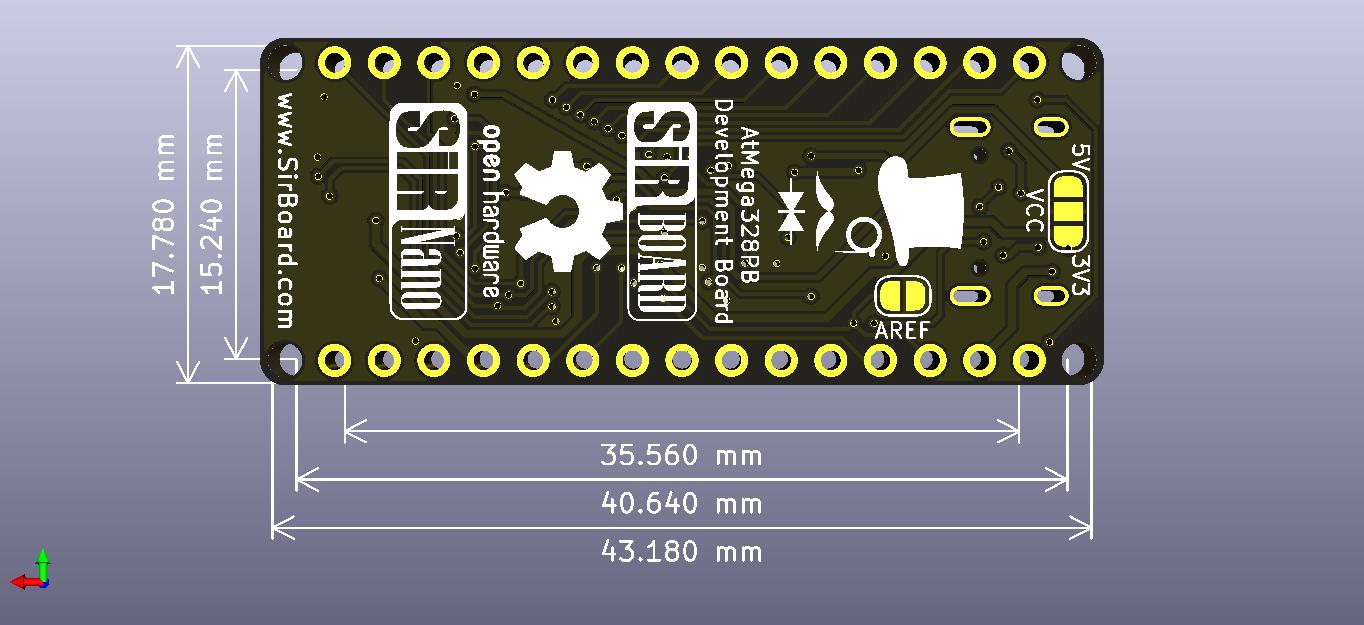 17.780 mm
15.240 mm
www.SirBoard.com
SiR Nano
open hardware
SiR BOARD
Development Board
AtMega328PB
5V
VCC
3V3
AREF
35.560 mm
40.640 mm
43.180 mm